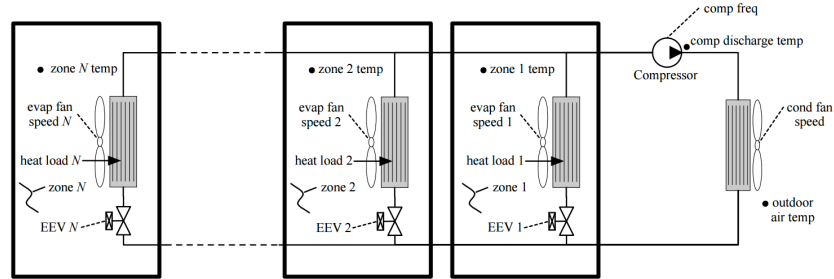 comp freq
comp discharge temp
Compressor
zone N temp
zone 2 temp
zone 1 temp
evap fan
speed N
evap fan
speed 2
evap fan
speed 1
cond fan
speed
heat load N
heat load 2
heat load 1
zone N
zone 2
zone 1
outdoor
air temp
EEV N
EEV 2
EEV 1